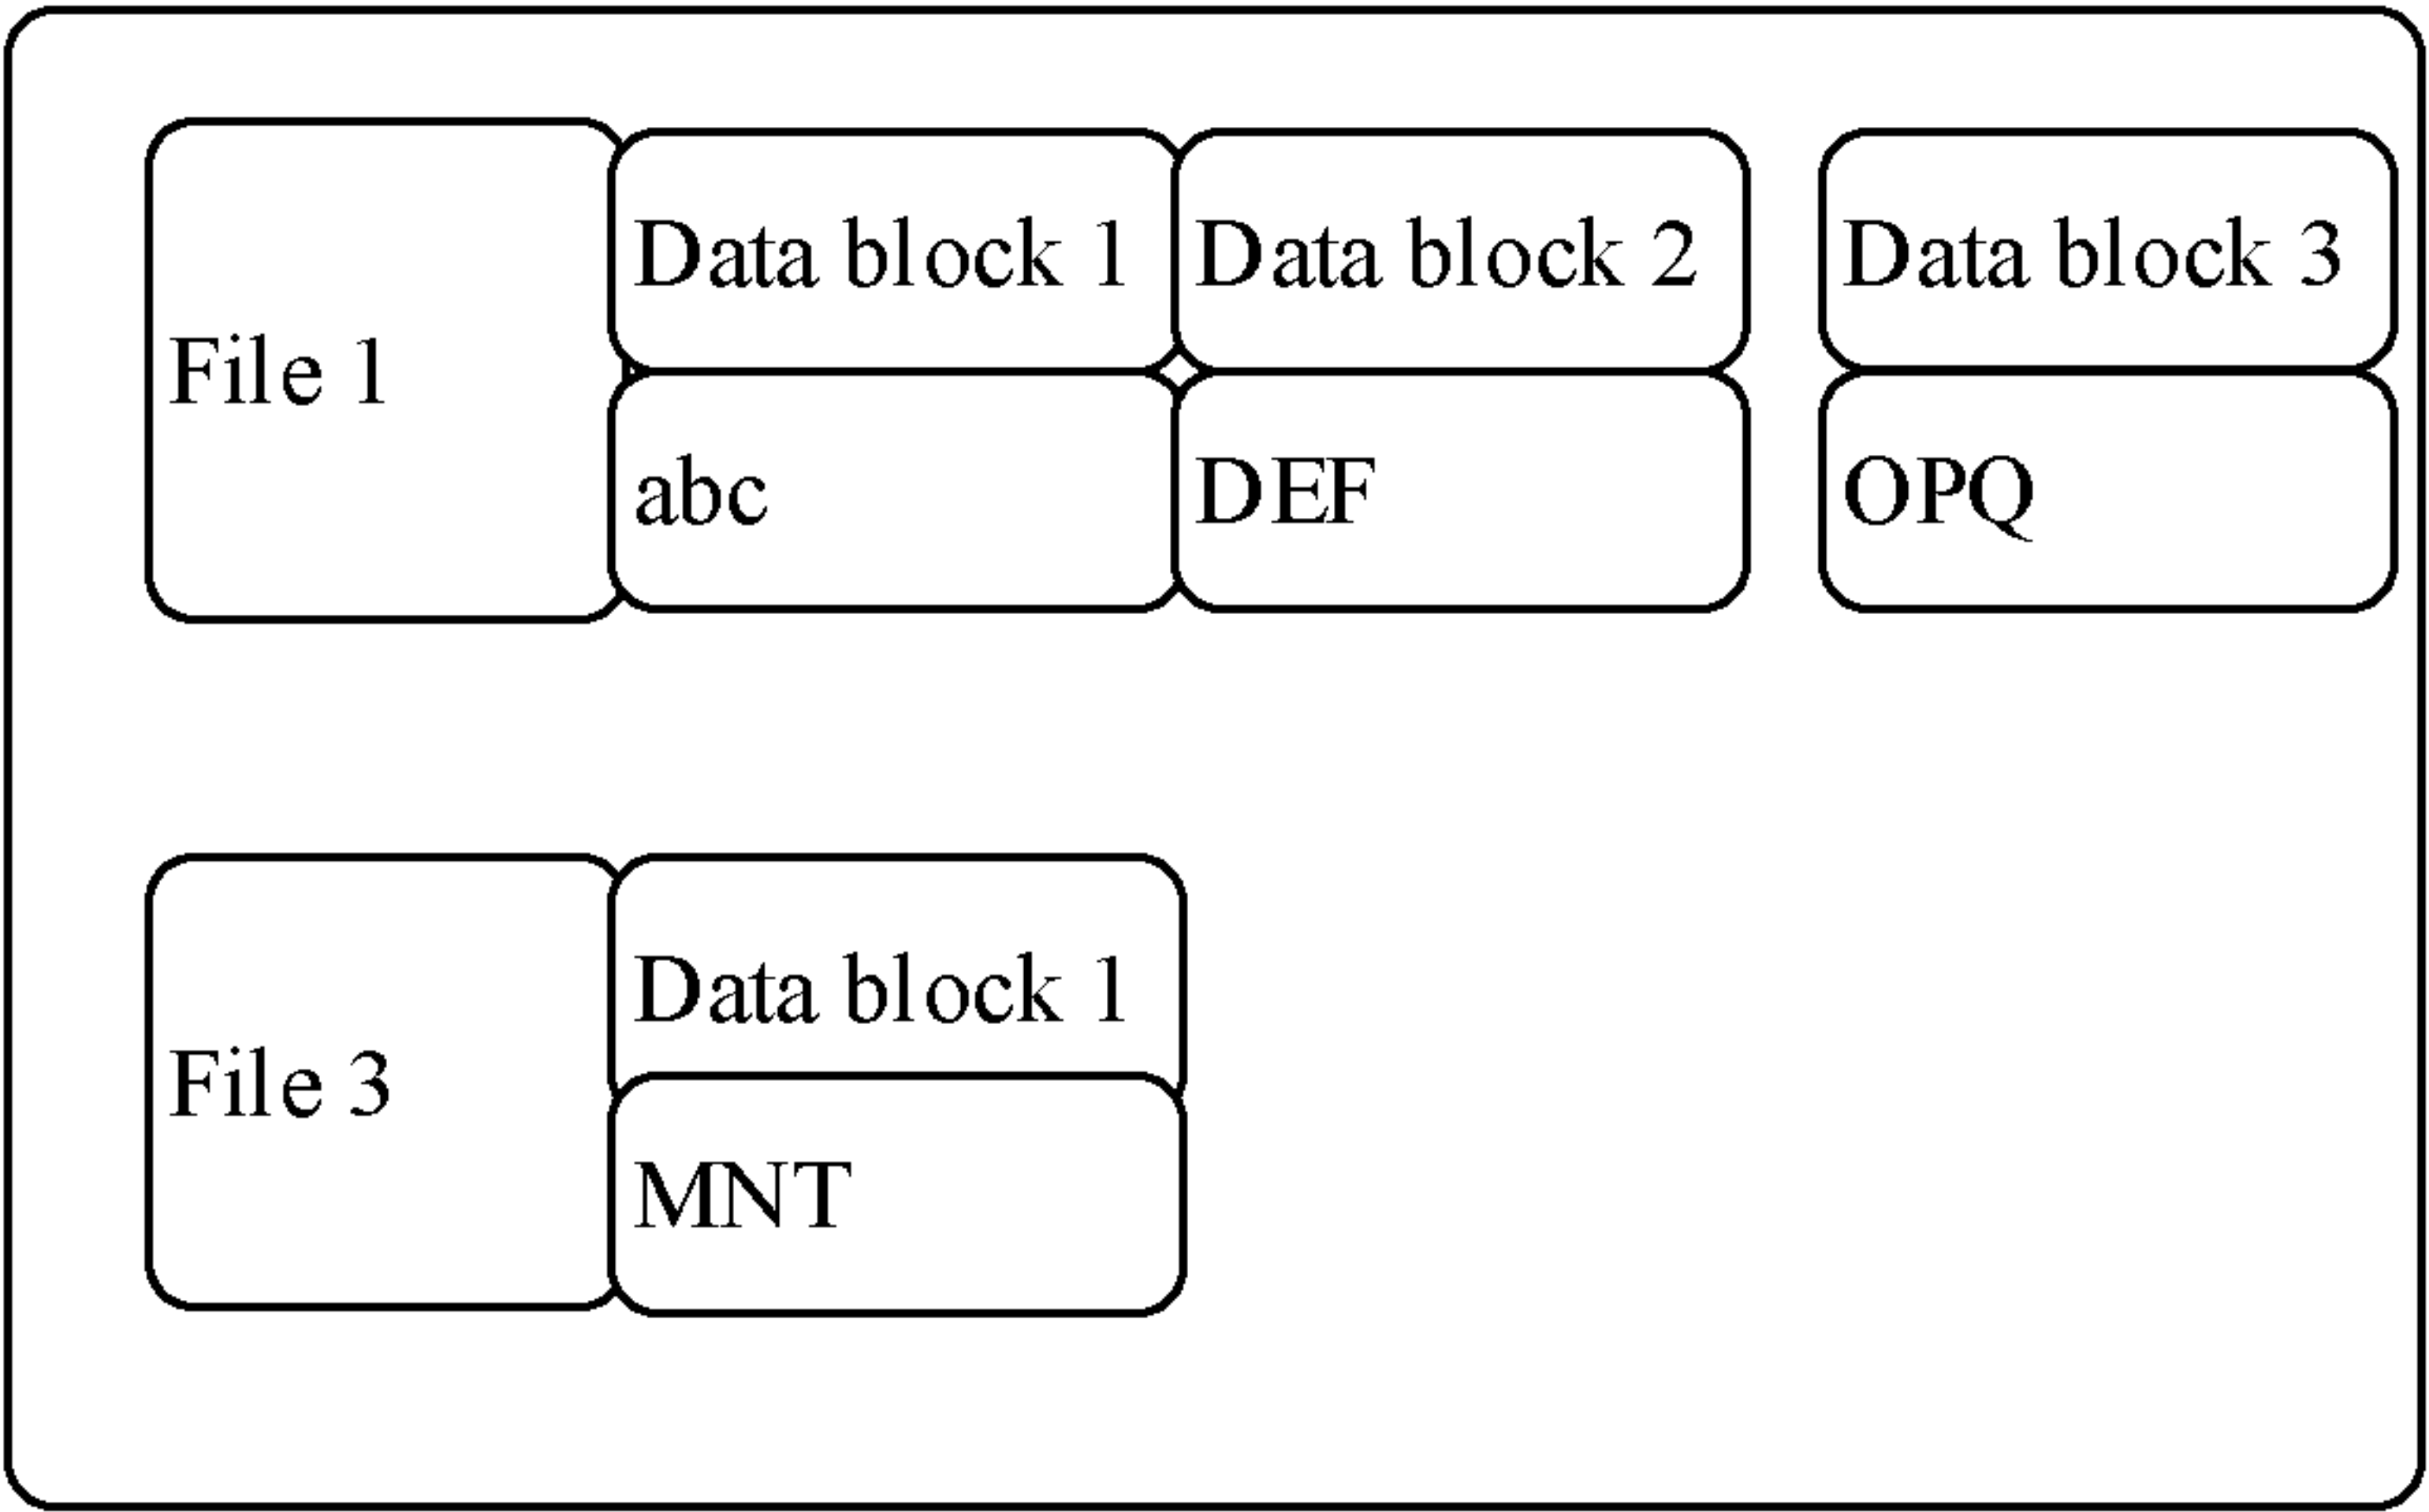 File 1
Data block 1
Data block 2
Data block 3
abc
DEF
OPQ
File 3
Data block 1
MNT